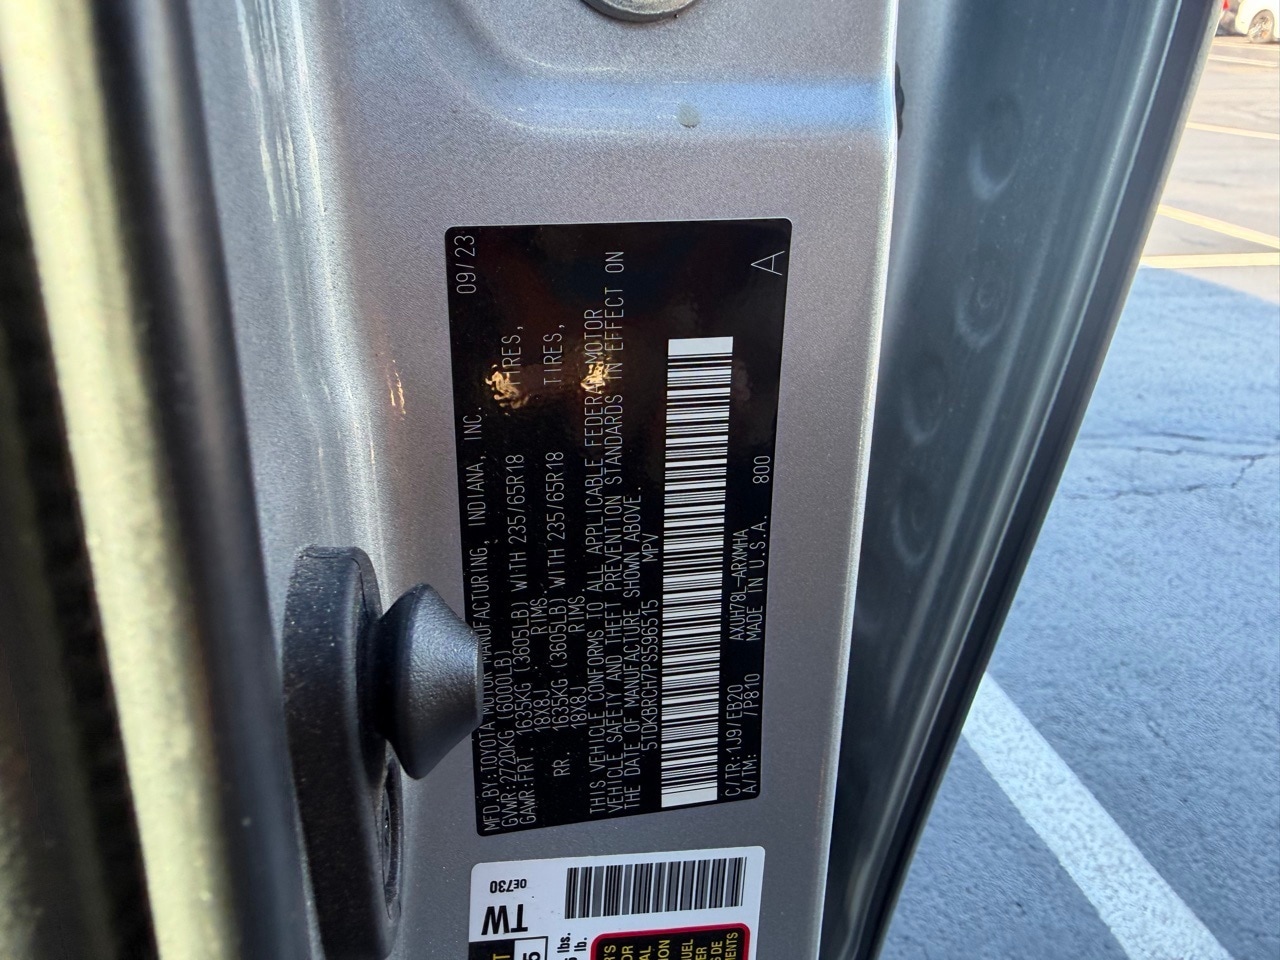 MFD BY:TOYOTA MOTOR MANUFACTURING, INDIANA, INC. 09/23
GVWR:2720KG (6000LB)
GAWR:FRT 1635KG (3605LB) WITH 235/65R18 TIRES,
18X8J RIMS.
RR. 1635KG (3605LB) WITH 235/65R18 TIRES,
18X8J RIMS.
THIS VEHICLE CONFORMS TO ALL APPLICABLE FEDERAL MOTOR
VEHICLE SAFETY AND THEFT PREVENTION STANDARDS IN EFFECT ON
THE DATE OF MANUFACTURE SHOWN ABOVE.
5TDKBRCH7PS596515 MPV
C/TR:1J9/EB20 AXUH78L-ARXMHA 800 A
A/TM: /P810 MADE IN U.S.A.
0E730
TW
lbs.
lb.